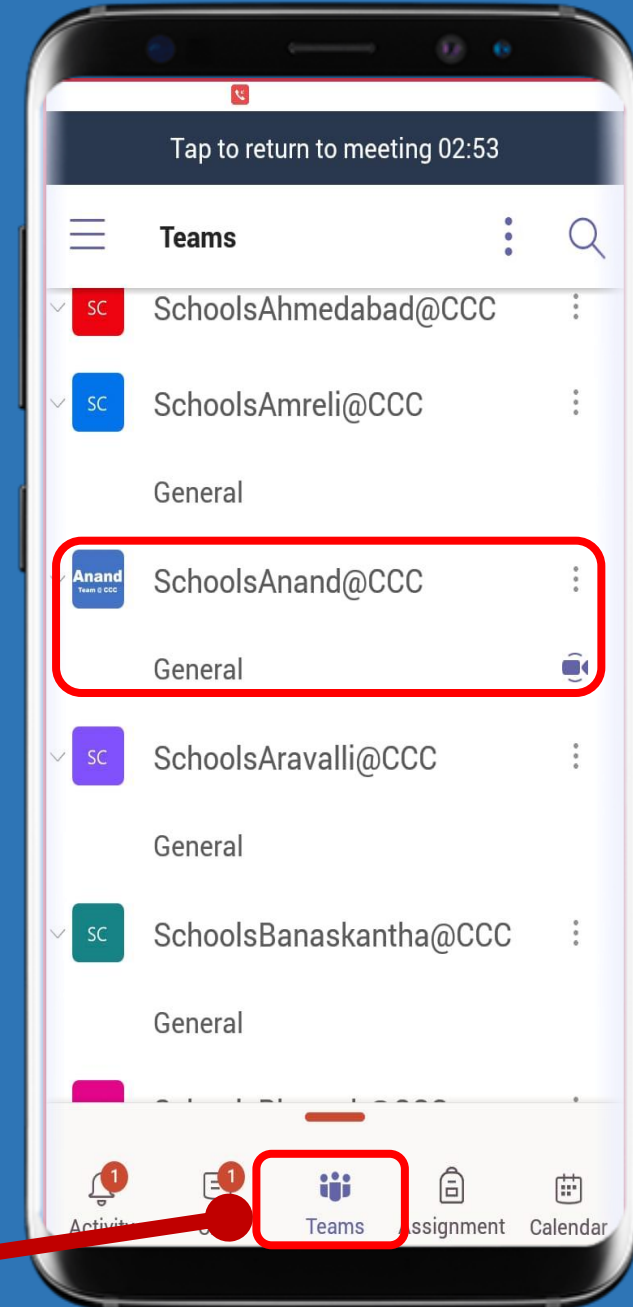 Tap to return to meeting 02:53
Teams
SC SchoolsAhmedabad@CCC
SC SchoolsAmreli@CCC
General
Anand
Team @ CCC
SchoolsAnand@CCC
General
SC SchoolsAravalli@CCC
General
SC SchoolsBanaskantha@CCC
General
1 1
Activity Teams Assignment Calendar